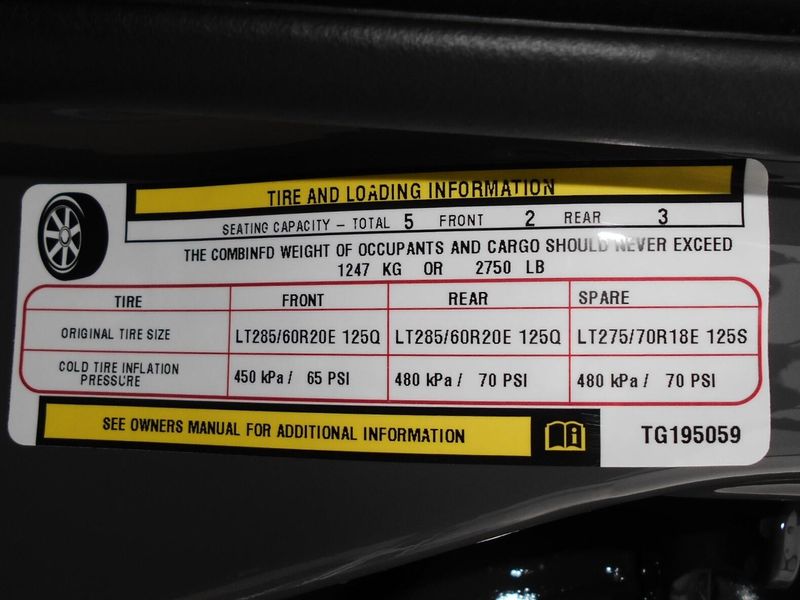 TIRE AND LOADING INFORMATION
SEATING CAPACITY – TOTAL 5 FRONT 2 REAR 3
THE COMBINED WEIGHT OF OCCUPANTS AND CARGO SHOULD NEVER EXCEED
1247 KG OR 2750 LB
TIRE FRONT REAR SPARE
ORIGINAL TIRE SIZE LT285/60R20E 125Q LT285/60R20E 125Q LT275/70R18E 125S
COLD TIRE INFLATION
PRESSURE 450 kPa / 65 PSI 480 kPa / 70 PSI 480 kPa / 70 PSI
SEE OWNERS MANUAL FOR ADDITIONAL INFORMATION
TG195059